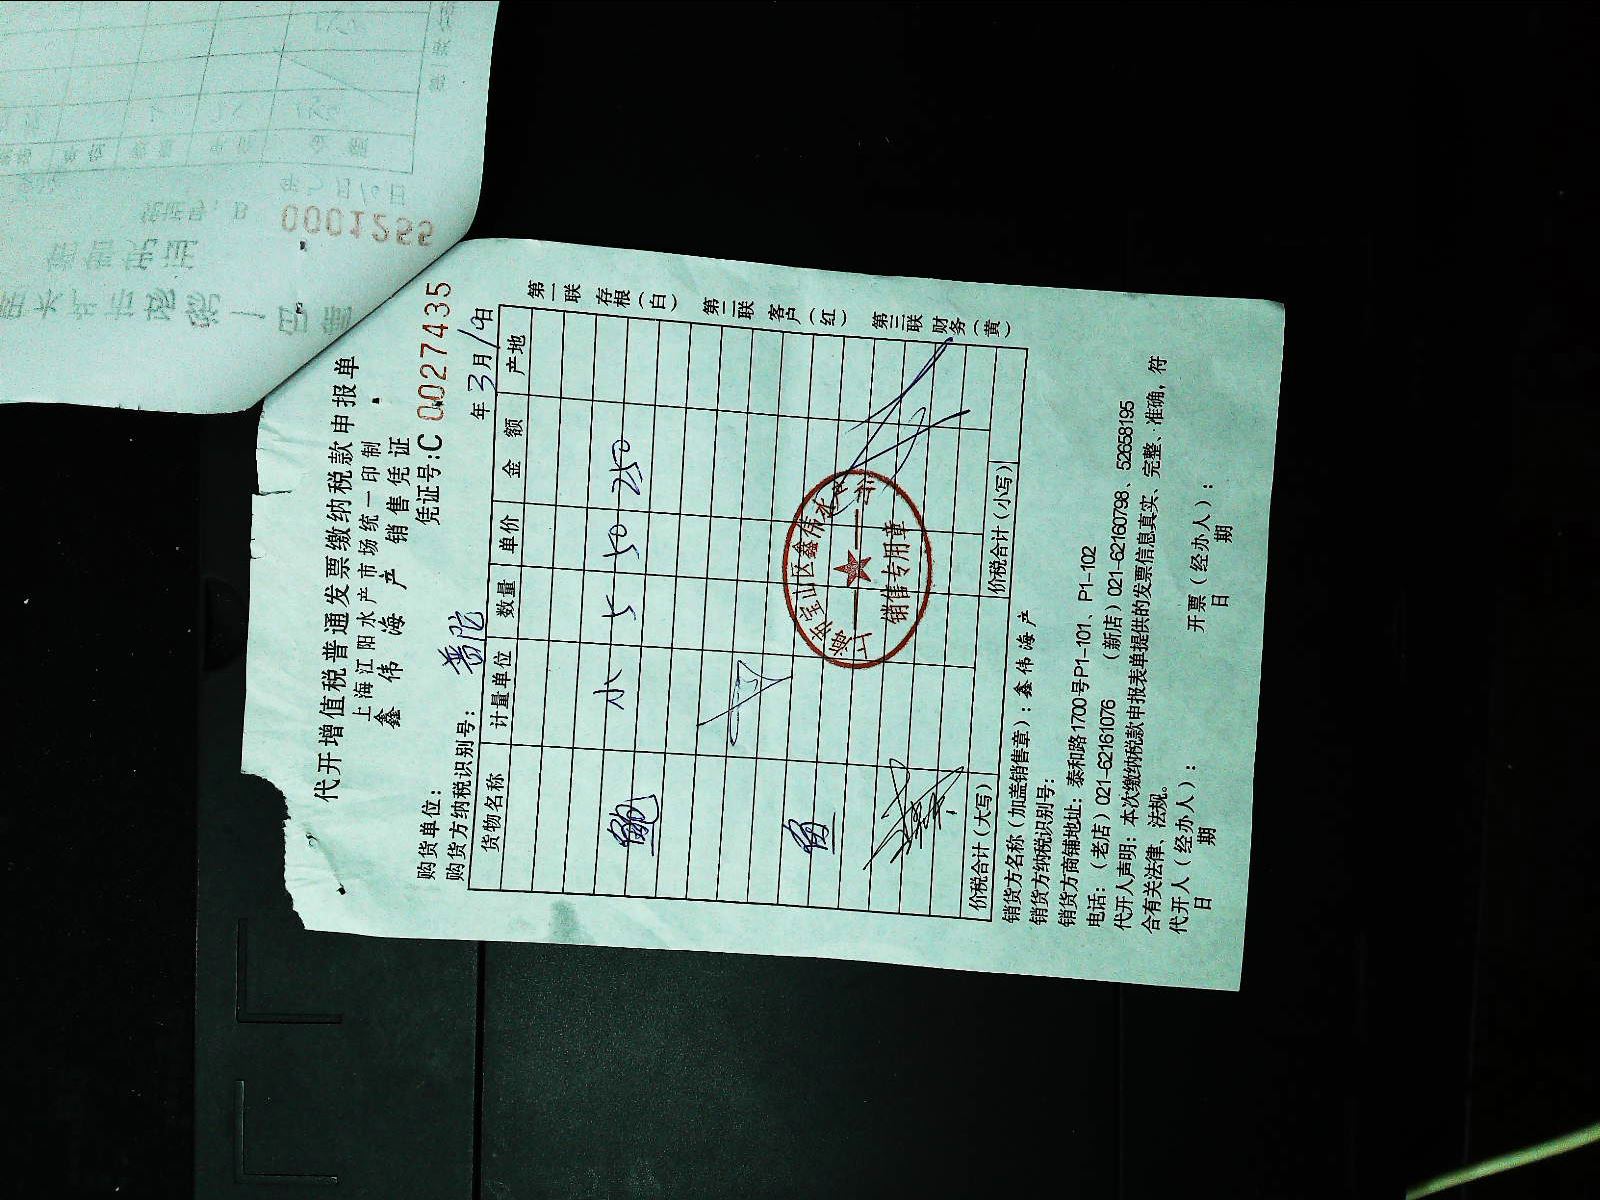 代开增值税普通发票缴纳税款申报单
上海江阳水产市场统一印制
鑫伟海产 销售凭证
购货单位： 凭证号:C 0027435
购货方纳税识别号： 普陀 年 3月19日
货物名称 计量单位 数量 单价 金额 产地
鲍 小 5 50 250
鱼
价税合计（大写） 价税合计（小写）
第一联 存根（白）
第二联 客户（红）
第三联 财务（黄）
销售专用章
销货方名称（加盖销售章）：鑫伟海产
销货方纳税识别号：
销货方商铺地址：泰和路1700号P1-101、P1-102
电话：（老店）021-62161076 （新店）021-62160798、52658195
代开人声明：本次缴纳税款申报表单提供的发票信息真实、完整、准确，符
合有关法律、法规。
代开人（经办人）： 开票（经办人）：
日 期 日 期
0001255